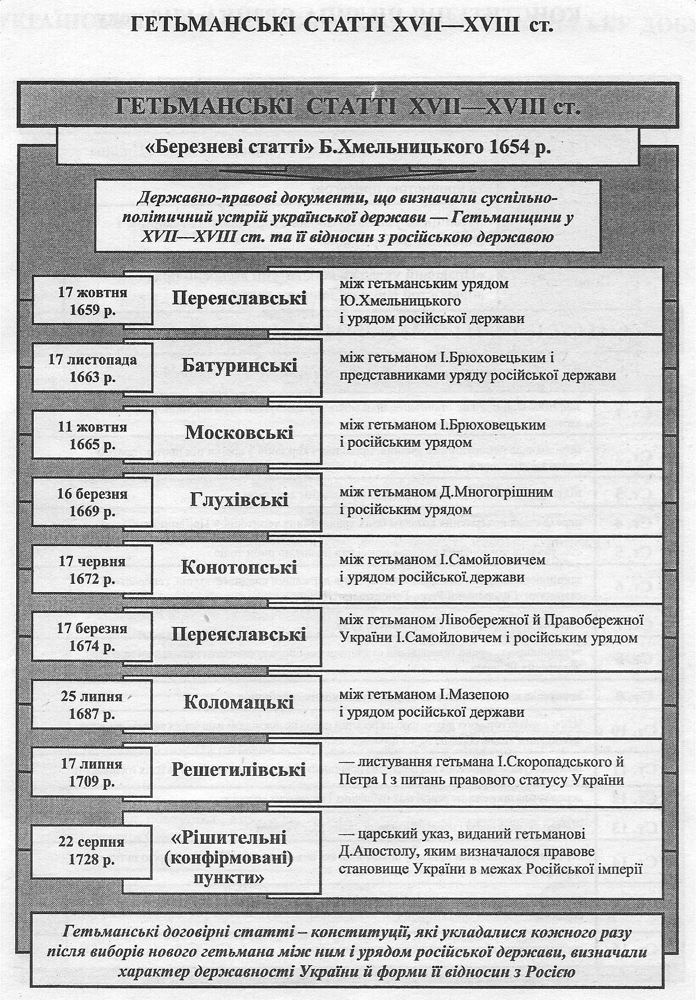 ГЕТЬМАНСЬКІ СТАТТІ XVII—XVIII ст.
ГЕТЬМАНСЬКІ СТАТТІ XVII—XVIII ст.
«Березневі статті» Б.Хмельницького 1654 р.
Державно-правові документи, що визначали суспільно-
політичний устрій української держави — Гетьманщини у
XVII—XVIII ст. та її відносин з російською державою
17 жовтня
1659 р.
Переяславські
між гетьманським урядом
Ю.Хмельницького
і урядом російської держави
17 листопада
1663 р.
Батуринські
між гетьманом І.Брюховецьким і
представниками уряду російської держави
11 жовтня
1665 р.
Московські
між гетьманом І.Брюховецьким
і російським урядом
16 березня
1669 р.
Глухівські
між гетьманом Д.Многогрішним
і російським урядом
17 червня
1672 р.
Конотопські
між гетьманом І.Самойловичем
і урядом російської держави
17 березня
1674 р.
Переяславські
між гетьманом Лівобережної й Правобережної
України І.Самойловичем і російським урядом
25 липня
1687 р.
Коломацькі
між гетьманом І.Мазепою
і урядом російської держави
17 липня
1709 р.
Решетилівські
— листування гетьмана І.Скоропадського й
Петра І з питань правового статусу України
22 серпня
1728 р.
«Рішительні
(конфірмовані)
пункти»
— царський указ, виданий гетьманові
Д.Апостолу, яким визначалося правове
становище України в межах Російської імперії
Гетьманські договірні статті – конституції, які укладалися кожного разу
після виборів нового гетьмана між ним і урядом російської держави, визначали
характер державності України й форми її відносин з Росією